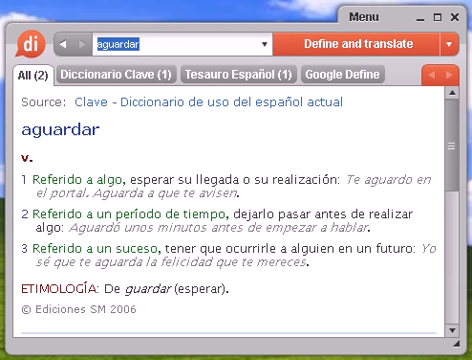 Menu
di
aguardar
Define and translate
All (2)
Diccionario Clave (1)
Tesauro Español (1)
Google Define
Source: Clave - Diccionario de uso del español actual
aguardar
v.
1 Referido a algo, esperar su llegada o su realización: Te aguardo en
el portal. Aguarda a que te avisen.
2 Referido a un período de tiempo, dejarlo pasar antes de realizar
algo: Aguardó unos minutos antes de empezar a hablar.
3 Referido a un suceso, tener que ocurrirle a alguien en un futuro: Yo
sé que te aguarda la felicidad que te mereces.
ETIMOLOGÍA: De guardar (esperar).
© Ediciones SM 2006